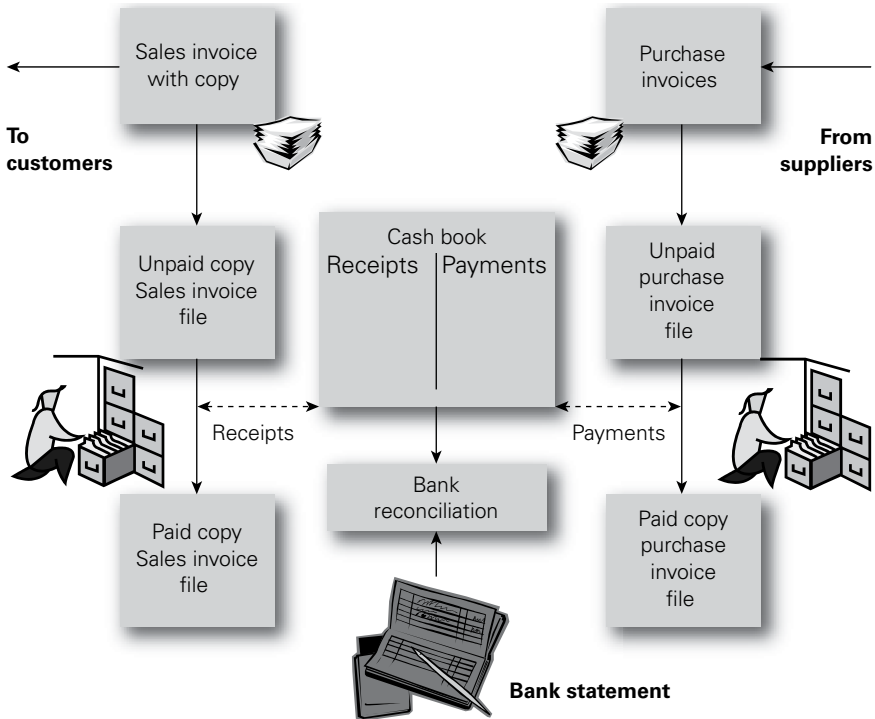 Sales invoice
with copy
Purchase
invoices
To
customers
From
suppliers
Unpaid copy
Sales invoice
file
Cash book
Receipts
Payments
Unpaid
purchase
invoice
file
Receipts
Payments
Paid copy
Sales invoice
file
Bank
reconciliation
Paid copy
purchase
invoice
file
Bank statement